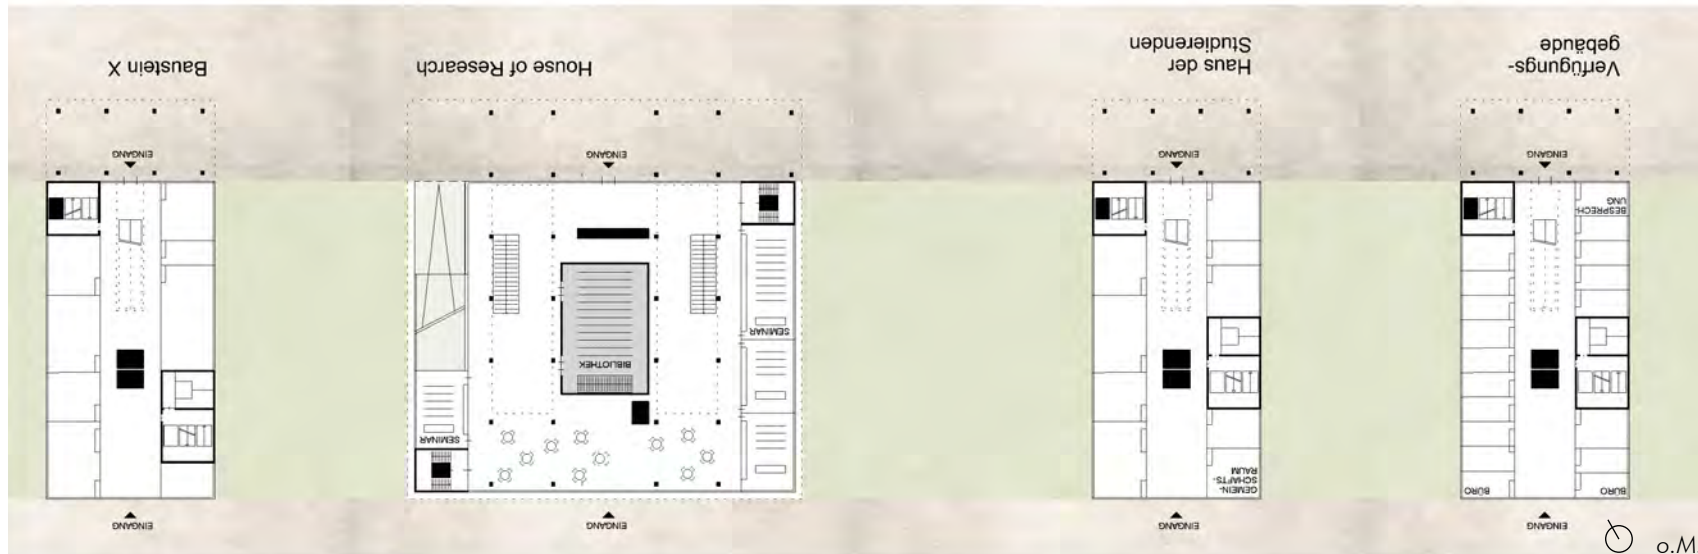 Baustein X
House of Research
Haus der
Studierenden
Verfügungs-
gebäude
EINGANG
EINGANG
EINGANG
EINGANG
BESPRECH-
UNG
SEMINAR
BIBLIOTHEK
SEMINAR
GEMEIN-
SCHAFTS-
RAUM
BÜRO
BÜRO
EINGANG
EINGANG
EINGANG
EINGANG
o.M